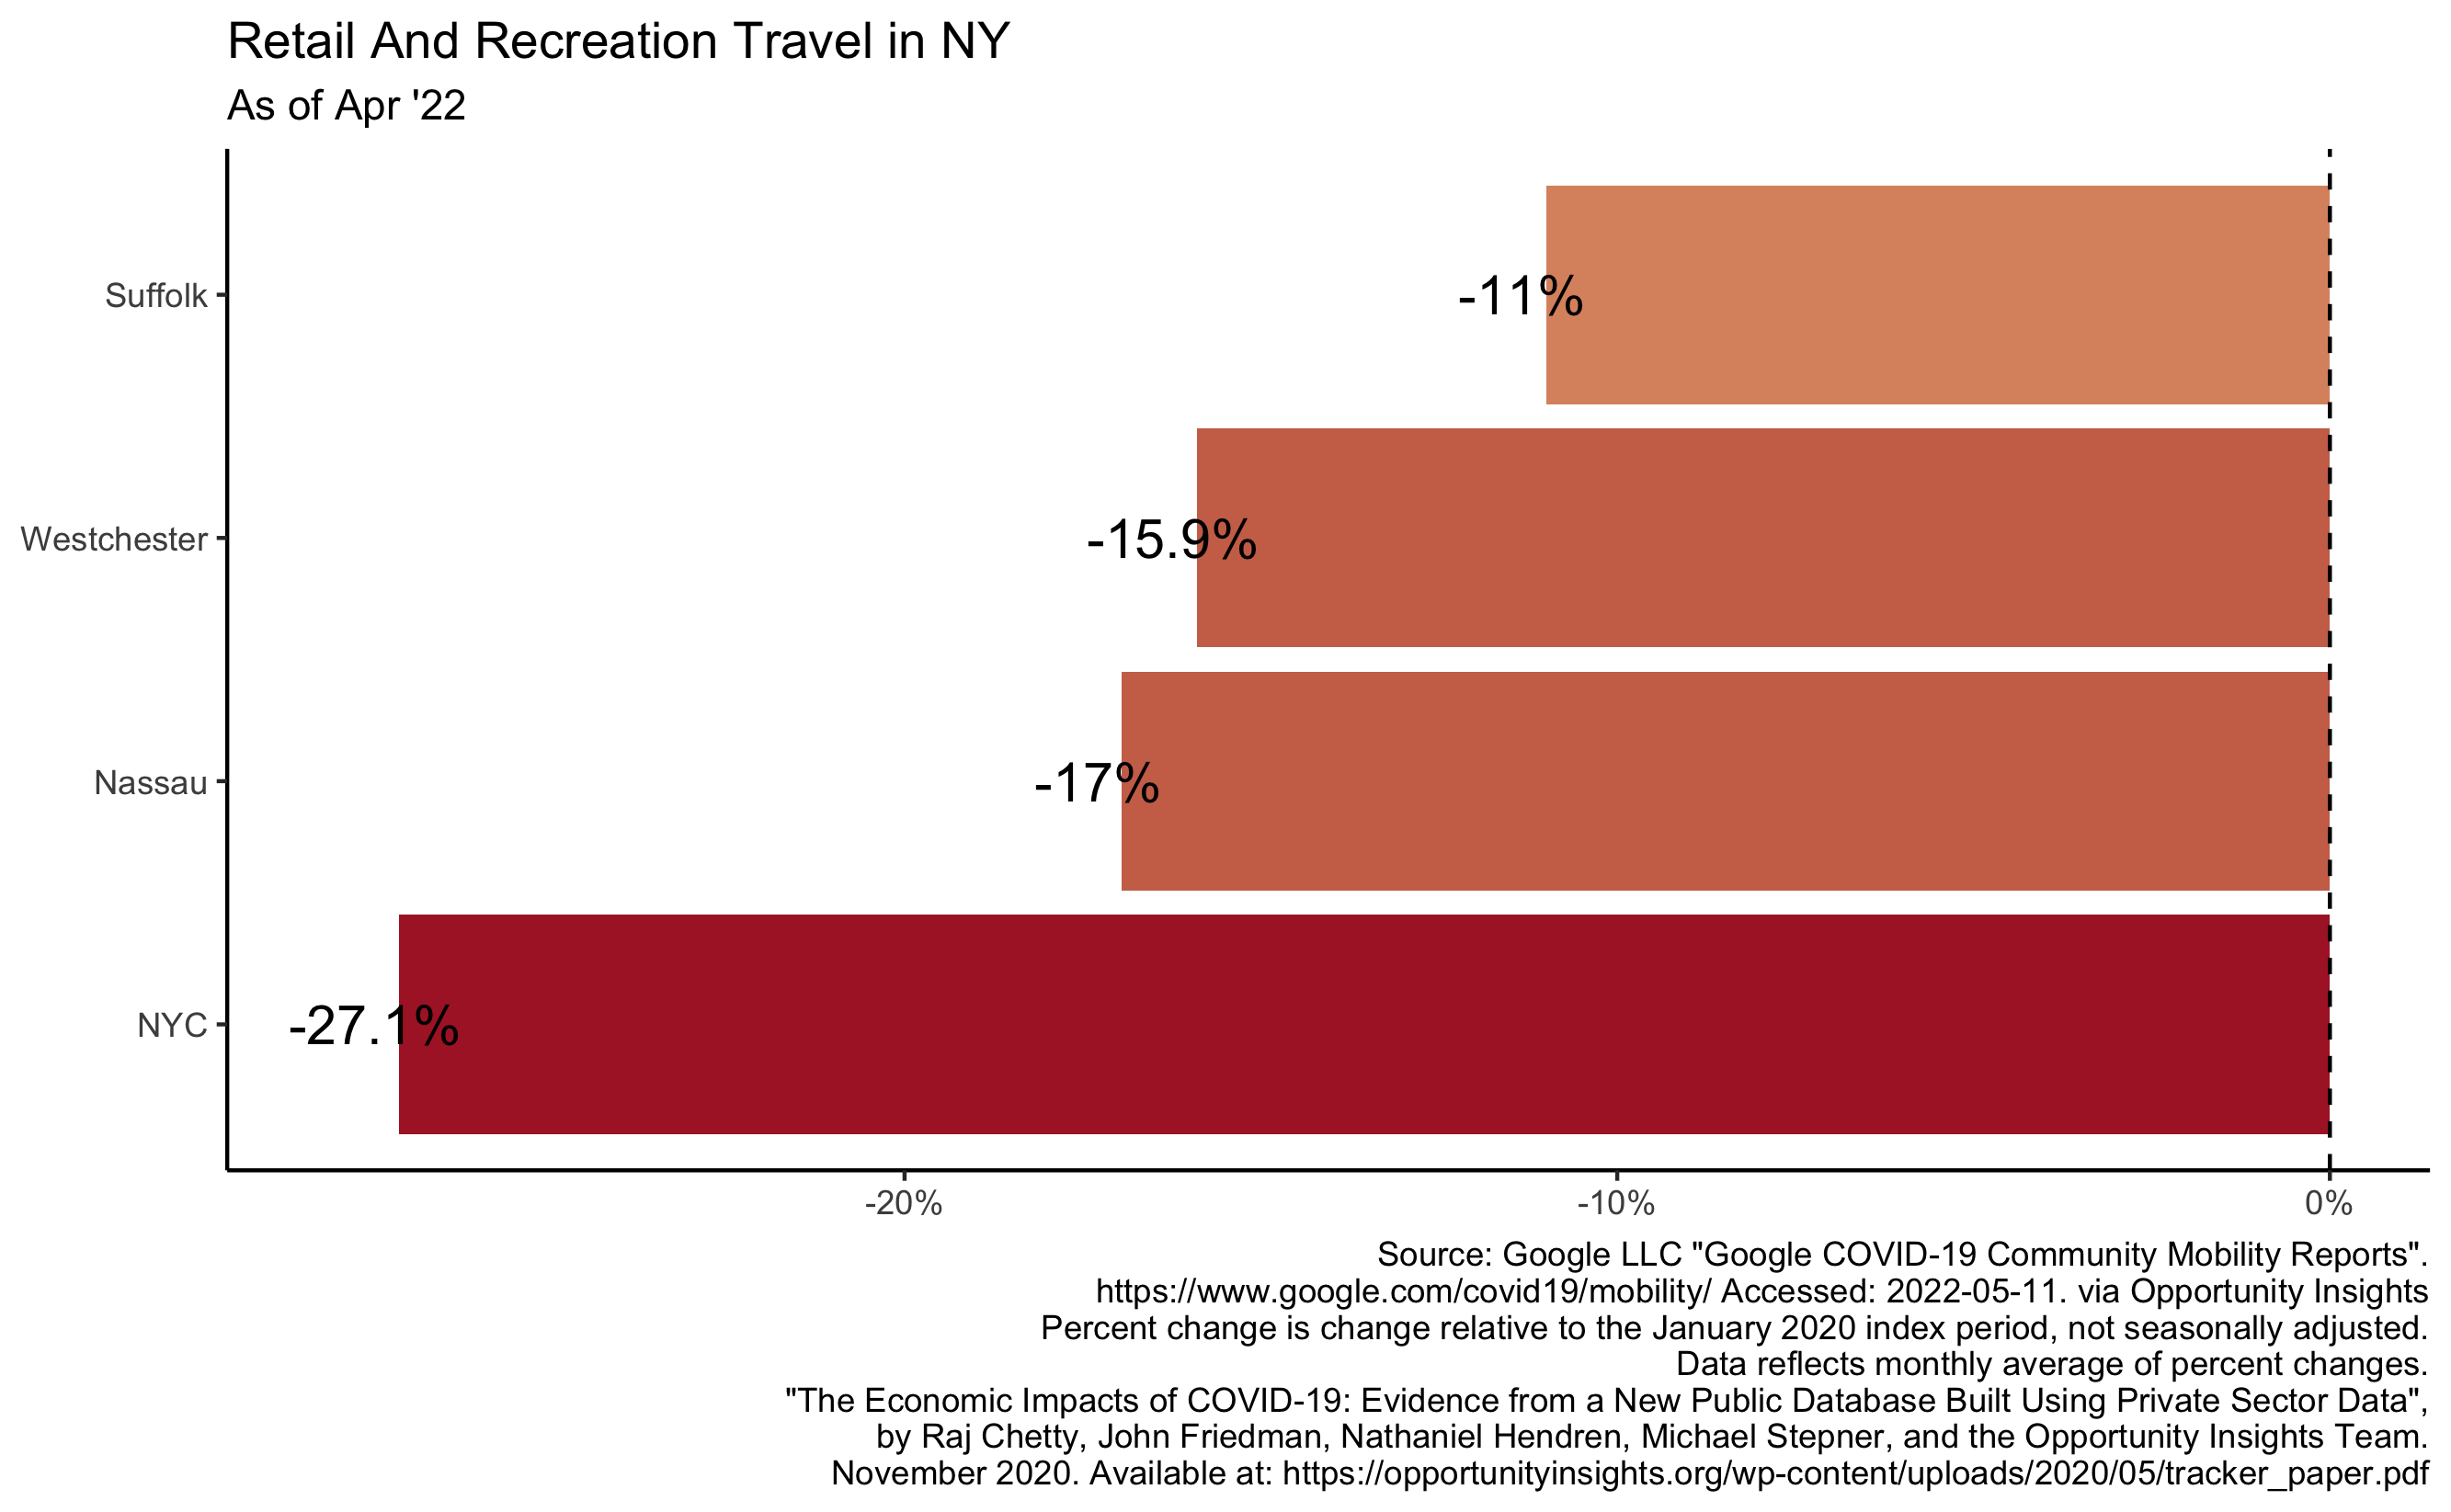 Retail And Recreation Travel in NY
As of Apr '22
Suffolk
-11%
Westchester
-15.9%
Nassau
-17%
NYC
-27.1%
-20%
-10%
0%
Source: Google LLC "Google COVID-19 Community Mobility Reports".
https://www.google.com/covid19/mobility/ Accessed: 2022-05-11. via Opportunity Insights
Percent change is change relative to the January 2020 index period, not seasonally adjusted.
Data reflects monthly average of percent changes.
"The Economic Impacts of COVID-19: Evidence from a New Public Database Built Using Private Sector Data",
by Raj Chetty, John Friedman, Nathaniel Hendren, Michael Stepner, and the Opportunity Insights Team.
November 2020. Available at: https://opportunityinsights.org/wp-content/uploads/2020/05/tracker_paper.pdf